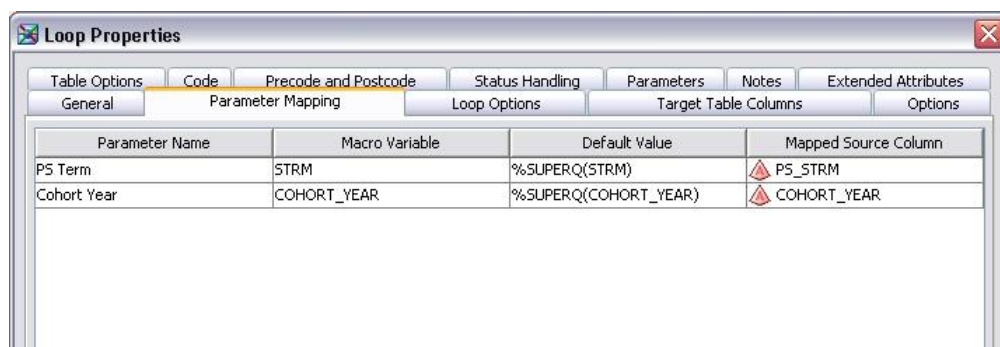 Loop Properties
Table Options Code Precode and Postcode Status Handling Parameters Notes Extended Attributes
General Parameter Mapping Loop Options Target Table Columns Options
Parameter Name Macro Variable Default Value Mapped Source Column
PS Term STRM %SUPERQ(STRM) PS_STRM
Cohort Year COHORT_YEAR %SUPERQ(COHORT_YEAR) COHORT_YEAR